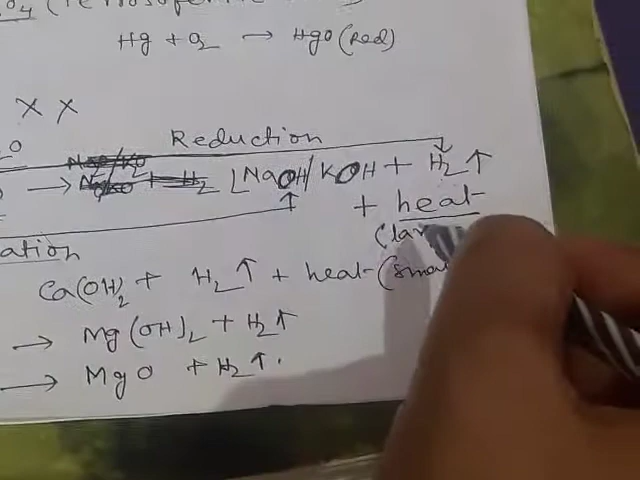 Hg + O₂ → HgO (Red)
X X
Reduction
→ [NaOH/KOH + H₂↑
+ heat
ation
Ca(OH)₂ + H₂↑ + heat
→ Mg(OH)₂ + H₂↑
→ MgO + H₂↑